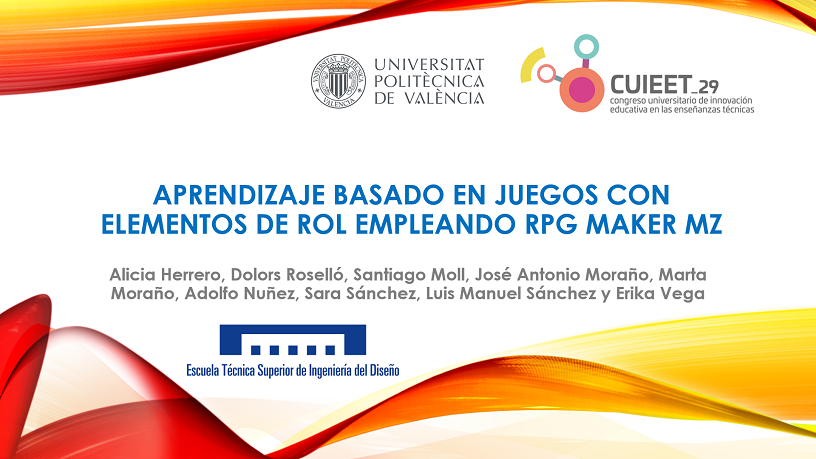 UNIVERSITAT
POLITÈCNICA
DE VALÈNCIA
CUIEET_29
congreso universitario de innovación
educativa en las enseñanzas técnicas
APRENDIZAJE BASADO EN JUEGOS CON
ELEMENTOS DE ROL EMPLEANDO RPG MAKER MZ
Alicia Herrero, Dolors Roselló, Santiago Moll, José Antonio Moraño, Marta
Moraño, Adolfo Nuñez, Sara Sánchez, Luis Manuel Sánchez y Erika Vega
Escuela Técnica Superior de Ingeniería del Diseño